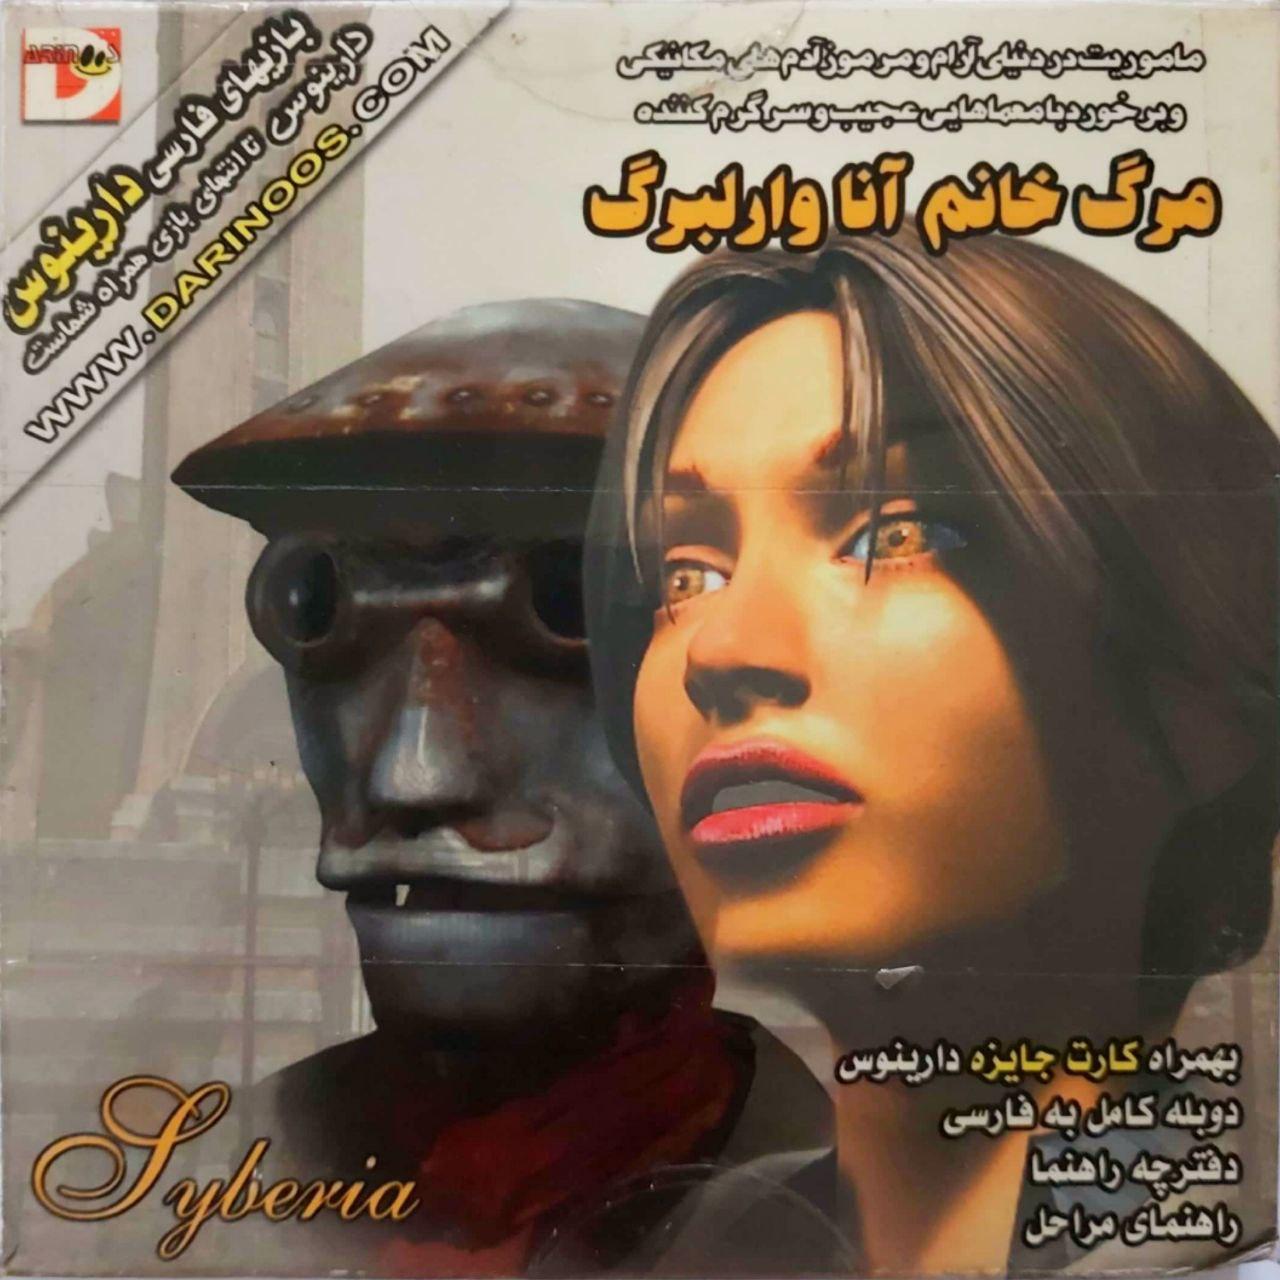 DARINOOS
بازیهای فارسی دارینوس
دارینوس تا انتهای بازی همراه شماست
WWW.DARINOOS.COM
ماموریت در دنیای آرام و مرموز آدم های مکانیکی
و برخورد با معماهایی عجیب و سرگرم کننده
مرگ خانم آنا وارلبرگ
بهمراه کارت جایزه دارینوس
دوبله کامل به فارسی
دفترچه راهنما
راهنمای مراحل
Syberia